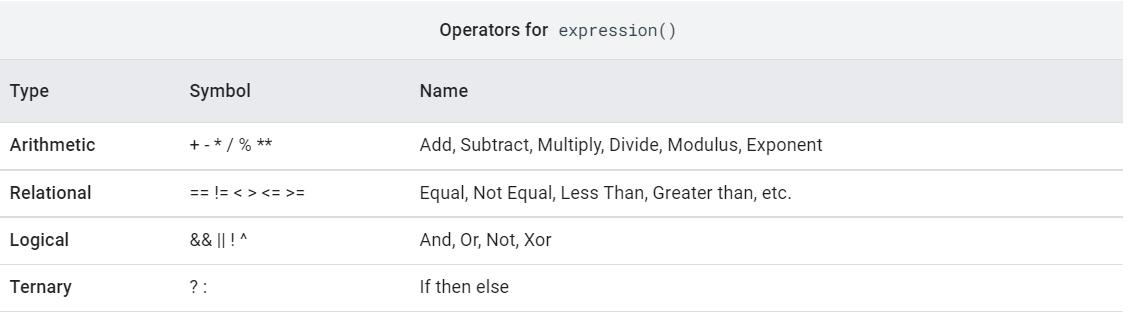 Operators for expression()
Type Symbol Name
Arithmetic + - * / % ** Add, Subtract, Multiply, Divide, Modulus, Exponent
Relational == != < > <= >= Equal, Not Equal, Less Than, Greater than, etc.
Logical && || ! ^ And, Or, Not, Xor
Ternary ? : If then else